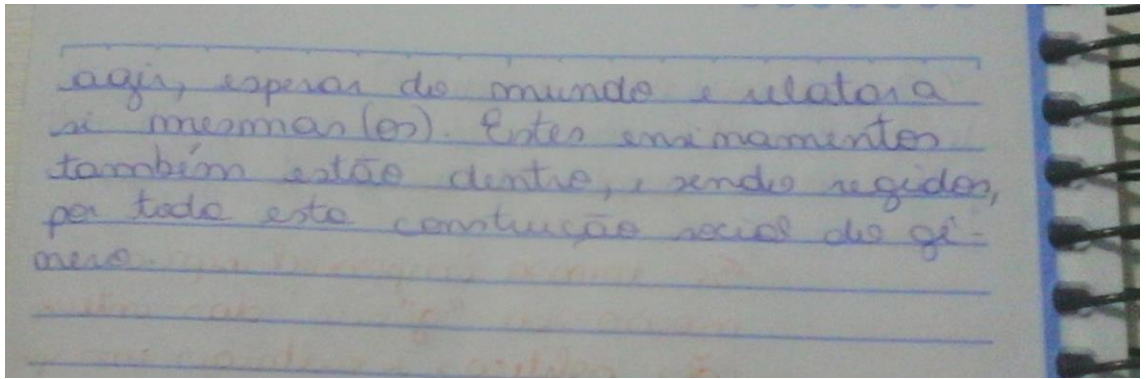 agir, esperar do mundo e relatar a
si mesmas(os). Estes ensinamentos
também estão dentro, e sendo regidos,
por toda esta construção social do gê-
nero.